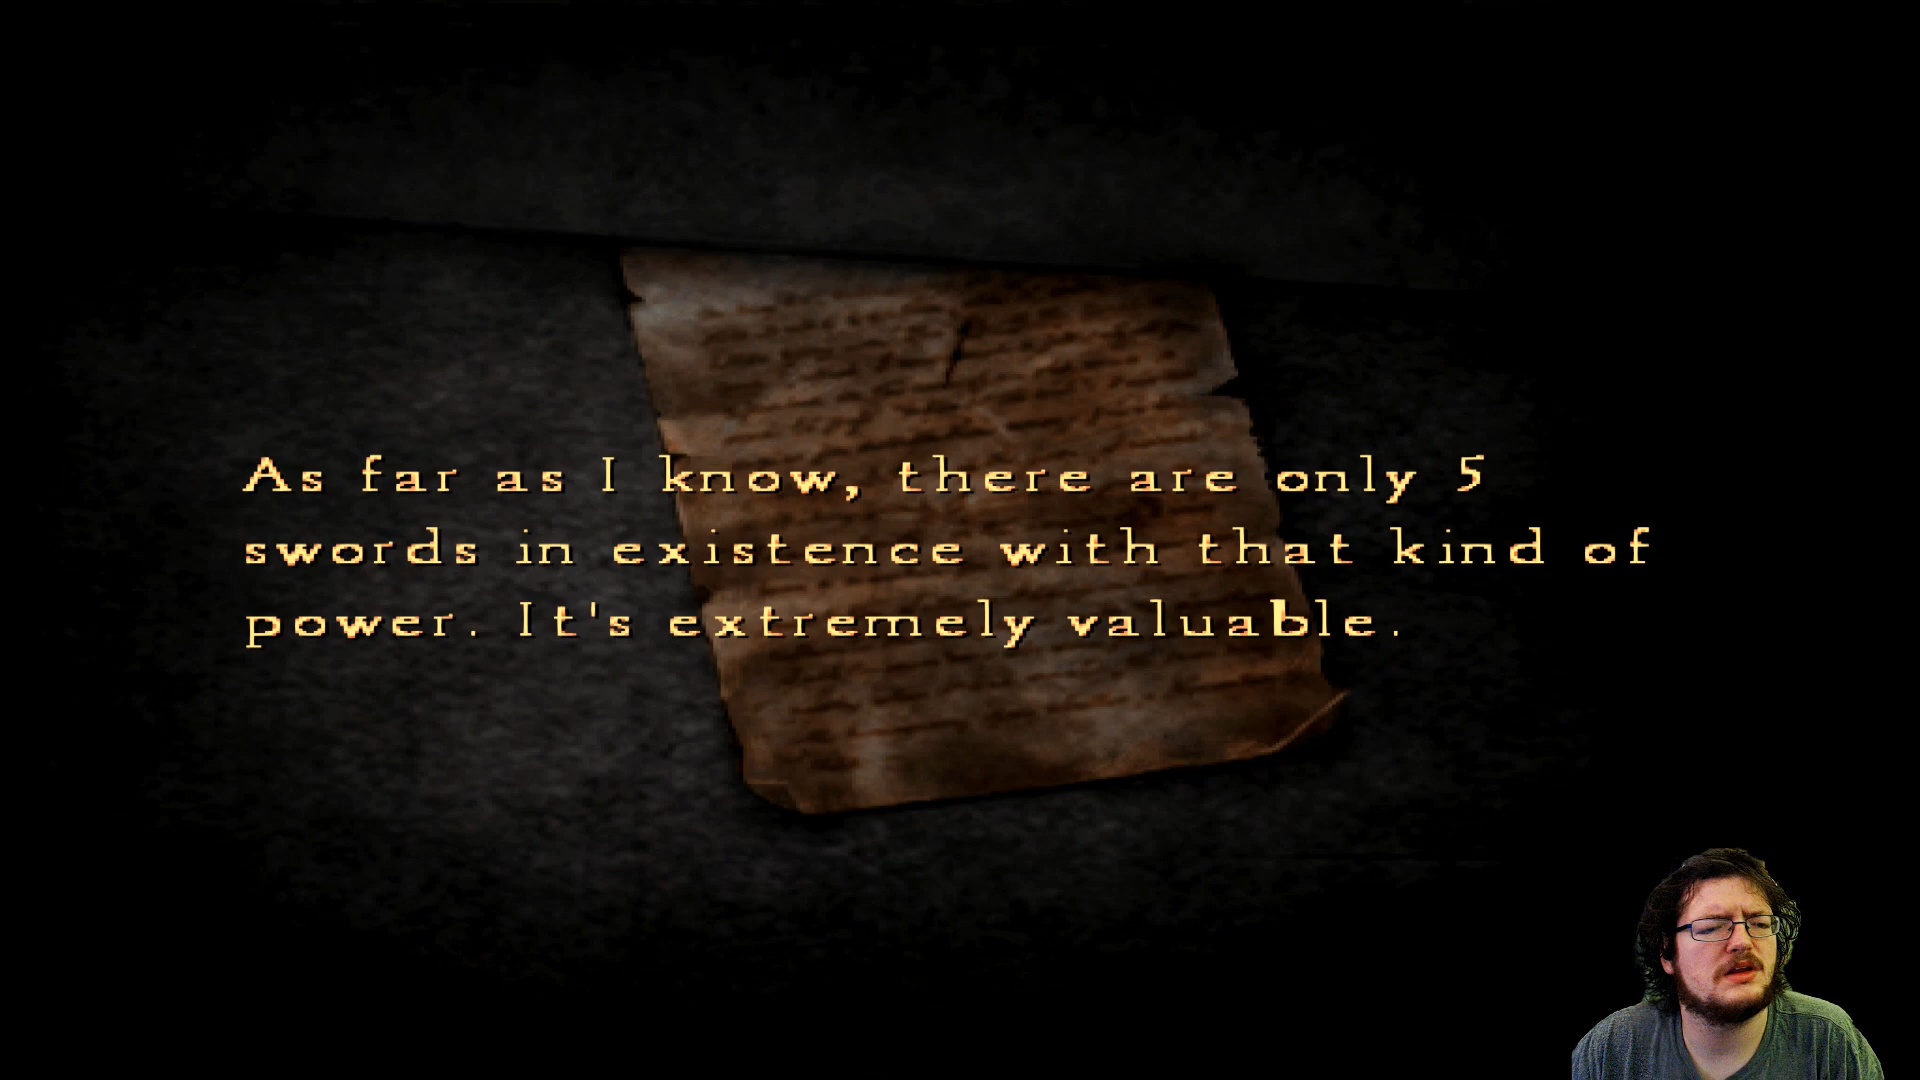 As far as I know, there are only 5
swords in existence with that kind of
power. It's extremely valuable.